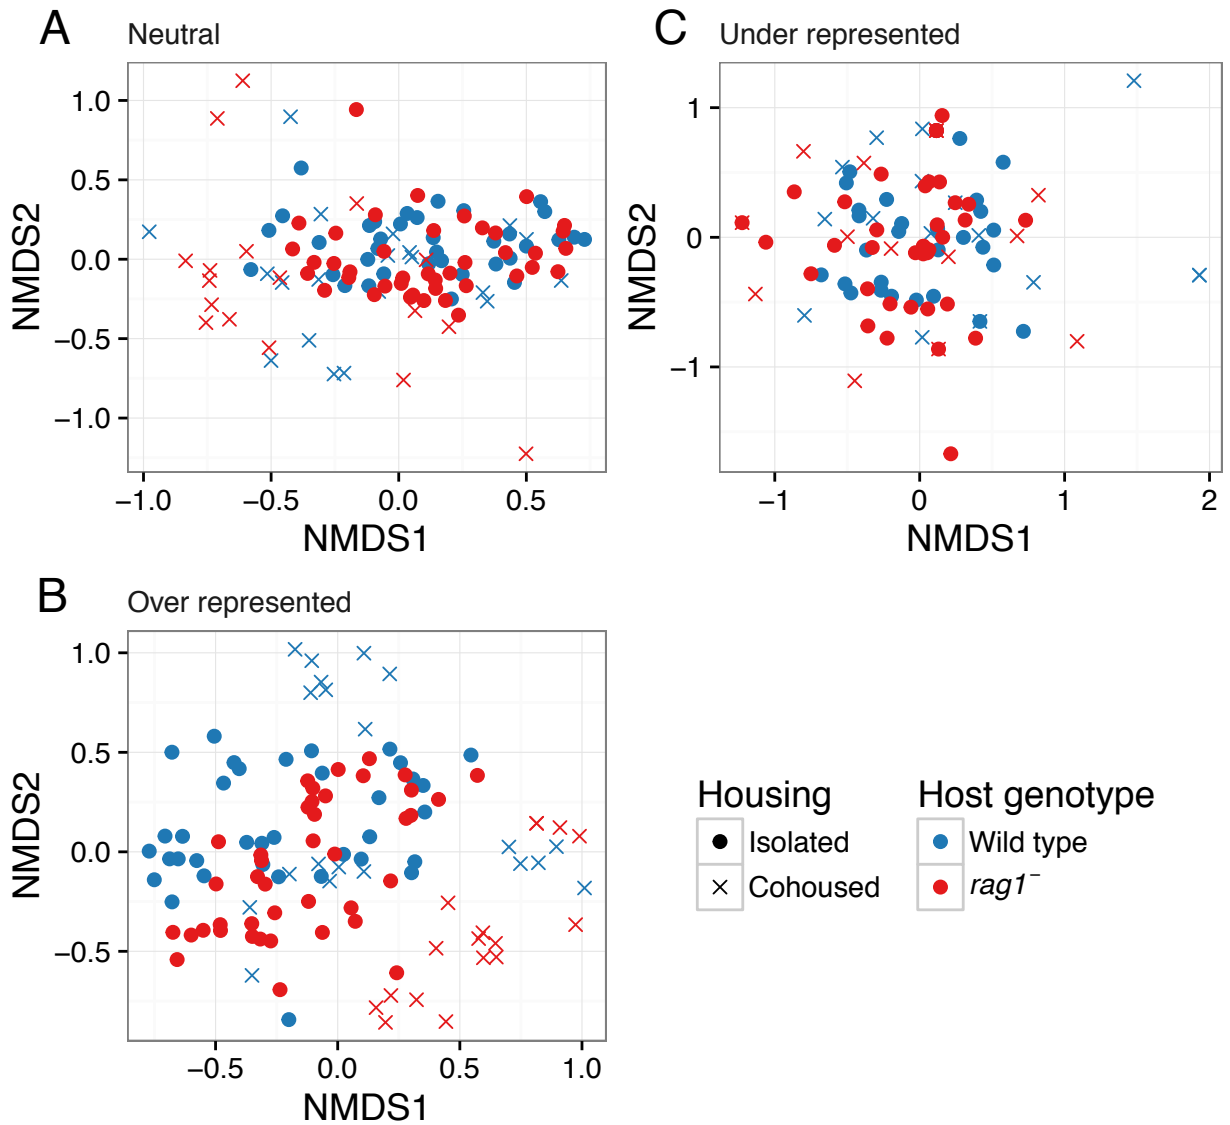 A Neutral
1.0
0.5
0.0
−0.5
−1.0
NMDS2
−1.0 −0.5 0.0 0.5
NMDS1
C Under represented
1
0
−1
NMDS2
−1 0 1 2
NMDS1
B Over represented
1.0
0.5
0.0
−0.5
NMDS2
−0.5 0.0 0.5 1.0
NMDS1
Housing
Isolated
Cohoused
Host genotype
Wild type
rag1⁻